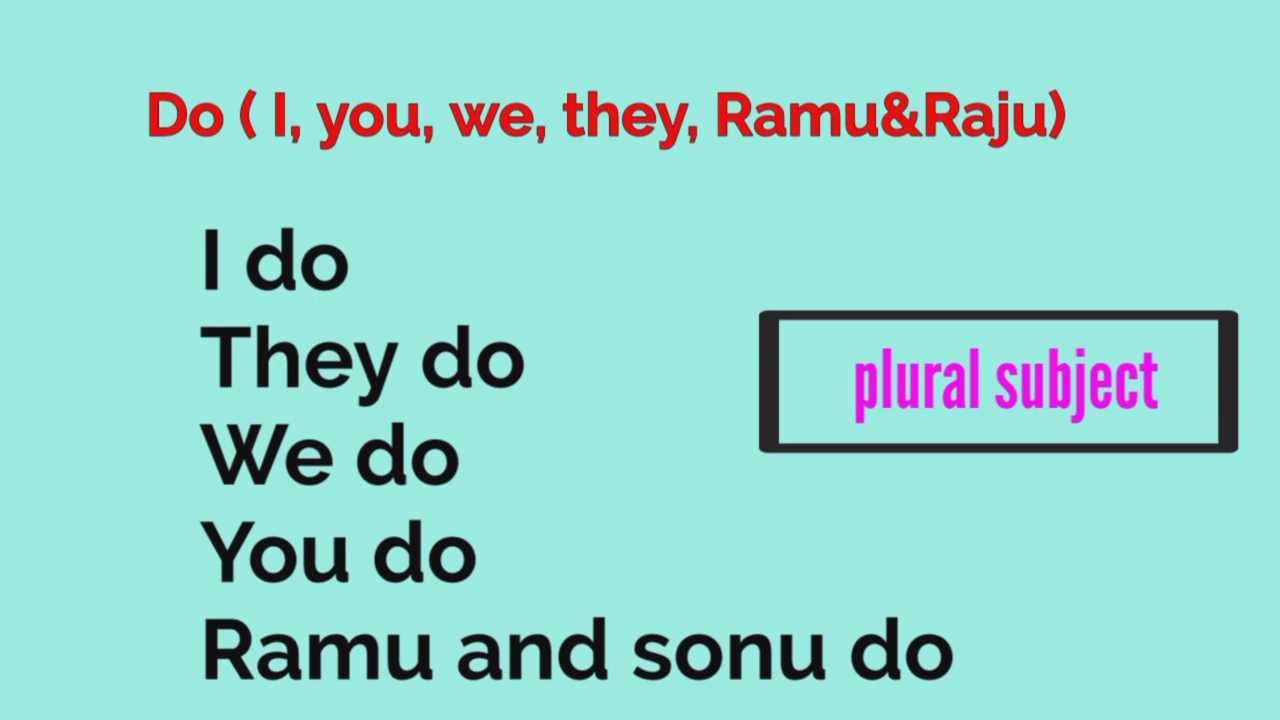 Do ( I, you, we, they, Ramu&Raju)
I do
They do
We do
You do
Ramu and sonu do
plural subject